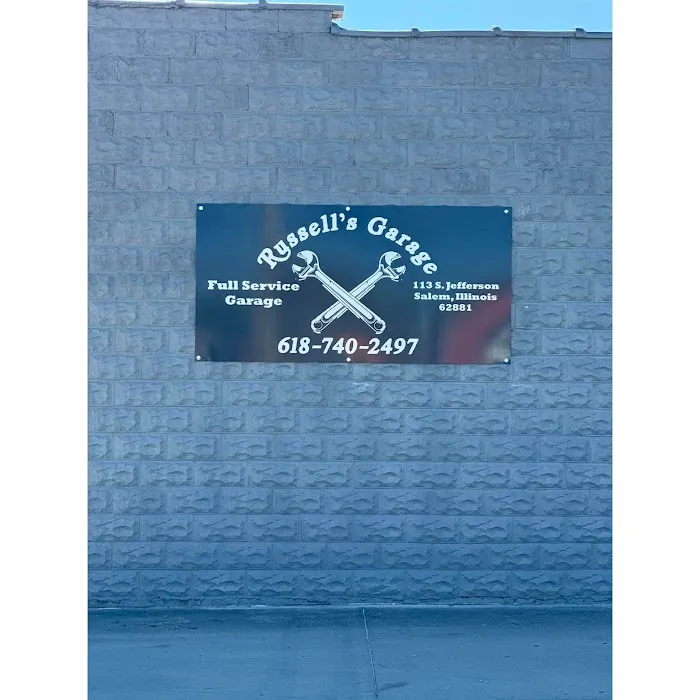 Russell's Garage
Full Service
Garage
113 S. Jefferson
Salem, Illinois
62881
618-740-2497